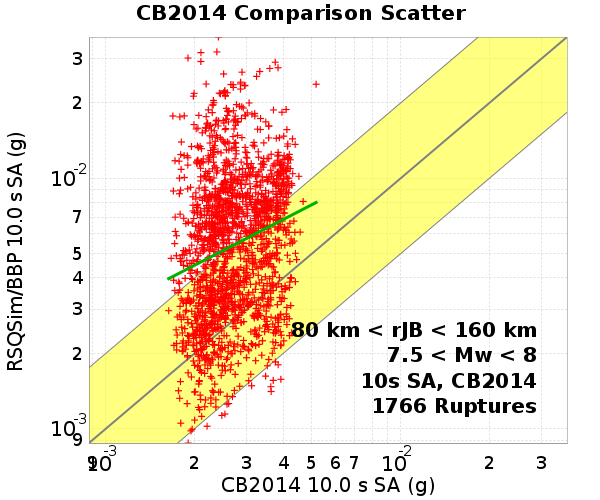 CB2014 Comparison Scatter
RSQSim/BBP 10.0 s SA (g)
3
2
10-2
7
5
4
3
2
10-3
9
80 km < rJB < 160 km
7.5 < Mw < 8
10s SA, CB2014
1766 Ruptures
9 10-3 2 3 4 5 6 7 10-2 2 3
CB2014 10.0 s SA (g)